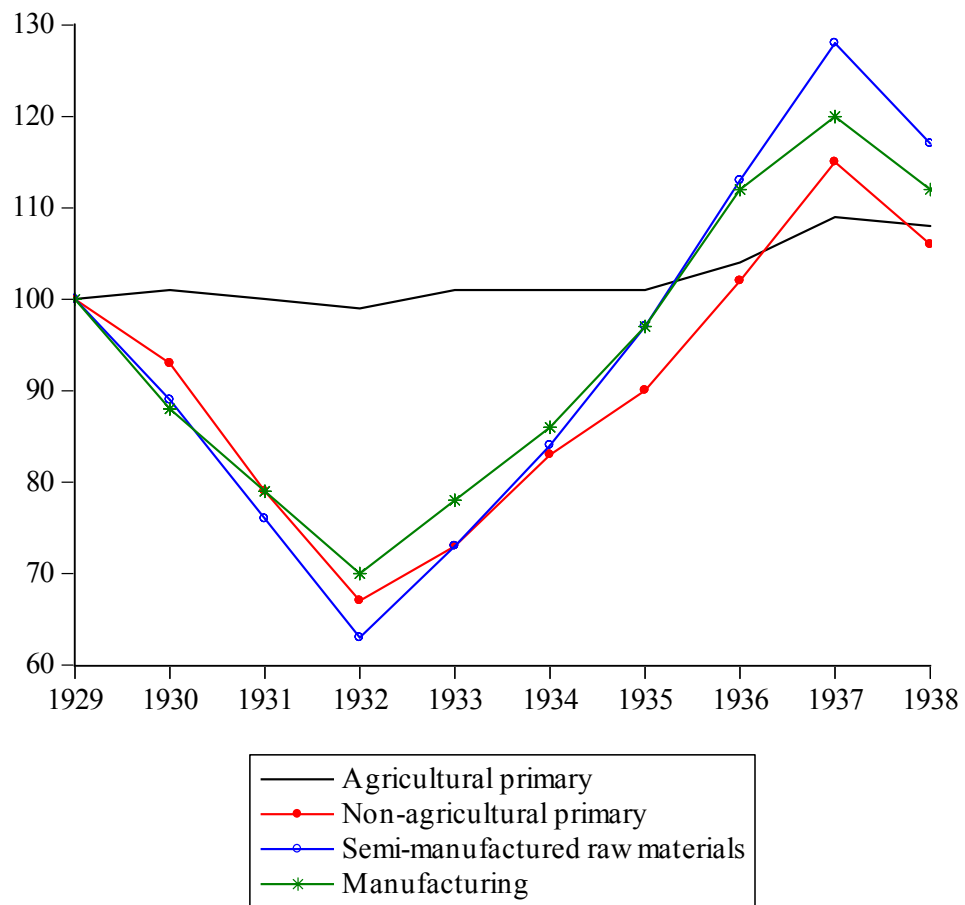 130
120
110
100
90
80
70
60
1929 1930 1931 1932 1933 1934 1935 1936 1937 1938
Agricultural primary
Non-agricultural primary
Semi-manufactured raw materials
Manufacturing